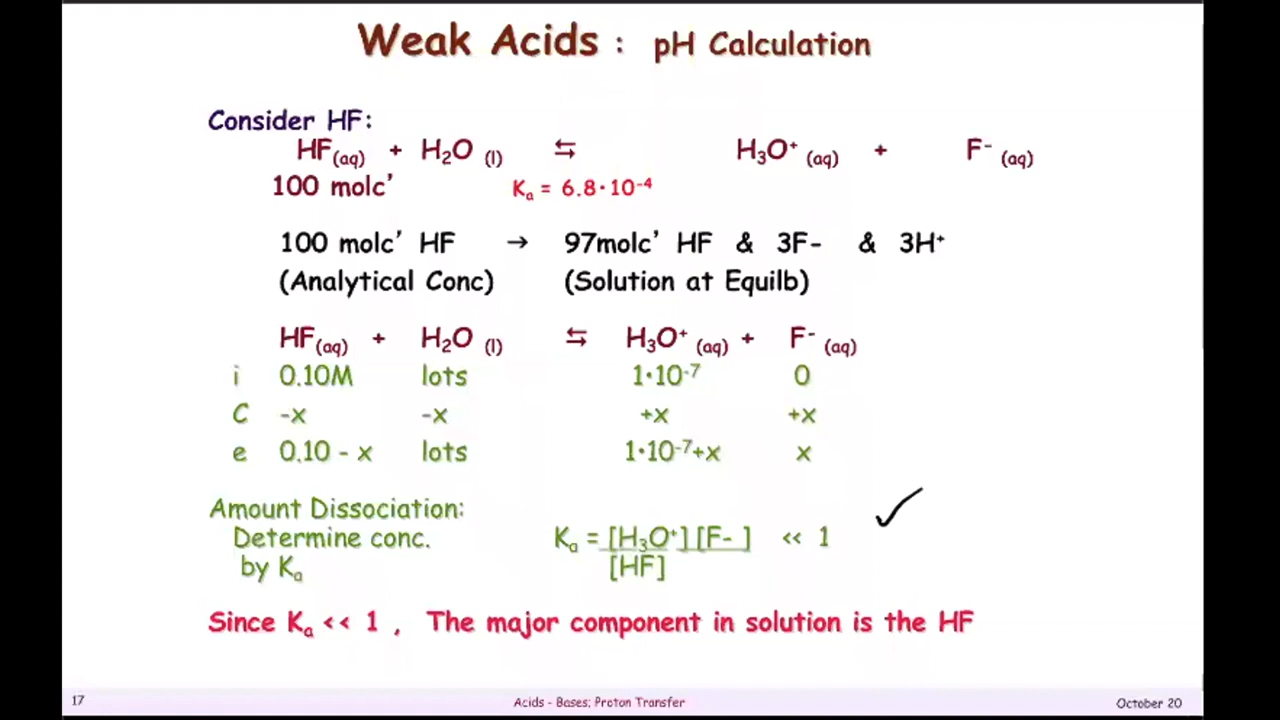 Weak Acids : pH Calculation
Consider HF:
HF(aq) + H₂O (l) ⇆ H₃O⁺ (aq) + F⁻ (aq)
100 molc’ Kₐ = 6.8•10⁻⁴
100 molc’ HF → 97molc’ HF & 3F- & 3H⁺
(Analytical Conc) (Solution at Equilb)
HF(aq) + H₂O (l) ⇆ H₃O⁺ (aq) + F⁻ (aq)
i 0.10M lots 1•10⁻⁷ 0
C -x -x +x +x
e 0.10 - x lots 1•10⁻⁷+x x
Amount Dissociation:
Determine conc. Kₐ = [H₃O⁺] [F- ] << 1
by Kₐ [HF]
Since Kₐ << 1 , The major component in solution is the HF
17 Acids - Bases; Proton Transfer October 20